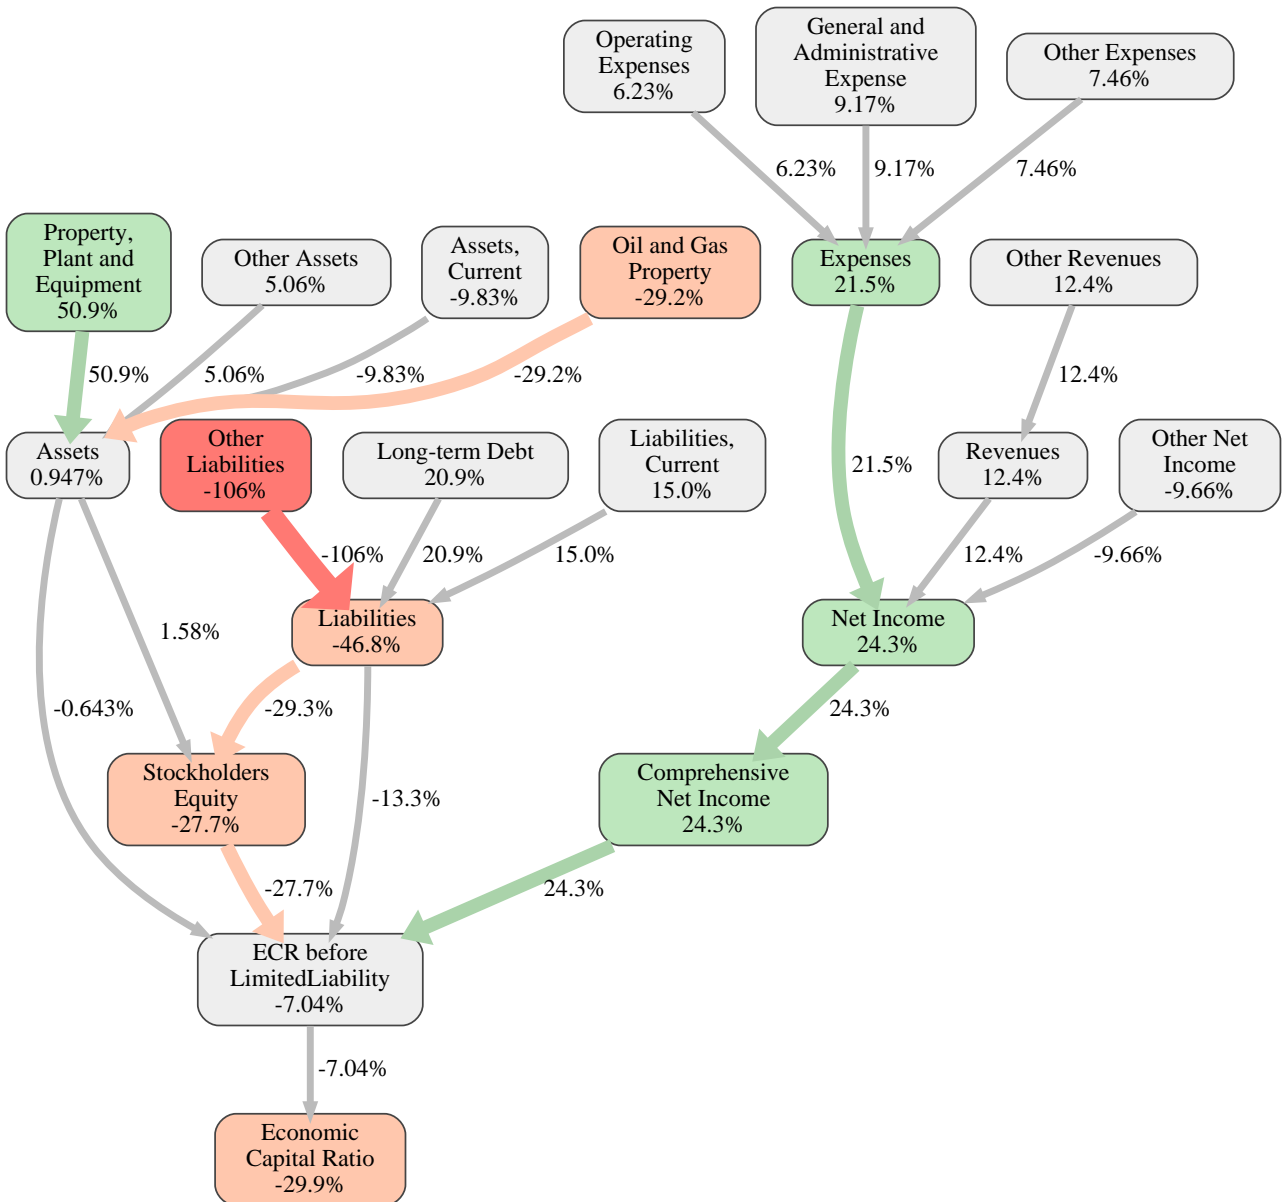 Operating
Expenses
6.23%
General and
Administrative
Expense
9.17%
Other Expenses
7.46%
6.23%
9.17%
7.46%
Property,
Plant and
Equipment
50.9%
Other Assets
5.06%
Assets,
Current
-9.83%
Oil and Gas
Property
-29.2%
Expenses
21.5%
Other Revenues
12.4%
50.9%
5.06%
-9.83%
-29.2%
12.4%
Assets
0.947%
Other
Liabilities
-106%
Long-term Debt
20.9%
Liabilities,
Current
15.0%
21.5%
Revenues
12.4%
Other Net
Income
-9.66%
-106%
20.9%
15.0%
12.4%
-9.66%
1.58%
Liabilities
-46.8%
Net Income
24.3%
-0.643%
-29.3%
24.3%
Stockholders
Equity
-27.7%
-13.3%
Comprehensive
Net Income
24.3%
-27.7%
24.3%
ECR before
LimitedLiability
-7.04%
-7.04%
Economic
Capital Ratio
-29.9%